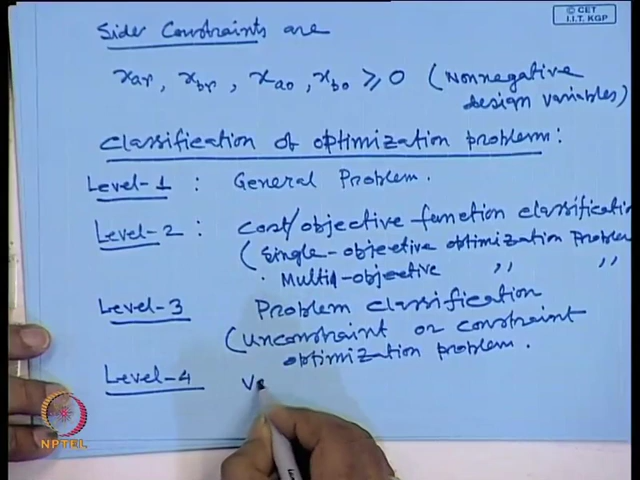 © CET
I.I.T. KGP
Side Constraints are
xar, xbr, xao, xbo ≥ 0 (Nonnegative
design variables)
Classification of optimization problem:
Level-1 : General Problem.
Level-2 : Cost/objective function classification
(Single-objective optimization Problem
Multi-objective ,, ,,
Level-3 Problem classification
(unconstraint or constraint
optimization problem.
Level-4 Va
NPTEL